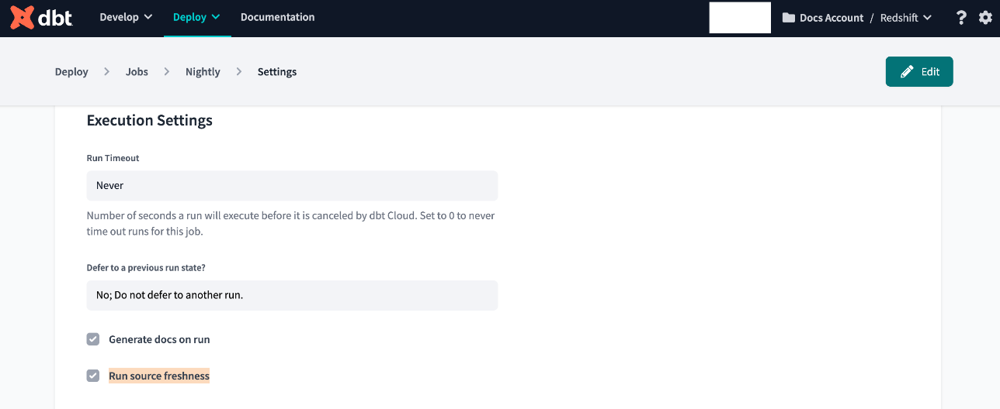 dbt Develop Deploy Documentation Docs Account / Redshift ?
Deploy > Jobs > Nightly > Settings Edit
Execution Settings
Run Timeout
Never
Number of seconds a run will execute before it is canceled by dbt Cloud. Set to 0 to never
time out runs for this job.
Defer to a previous run state?
No; Do not defer to another run.
Generate docs on run
Run source freshness